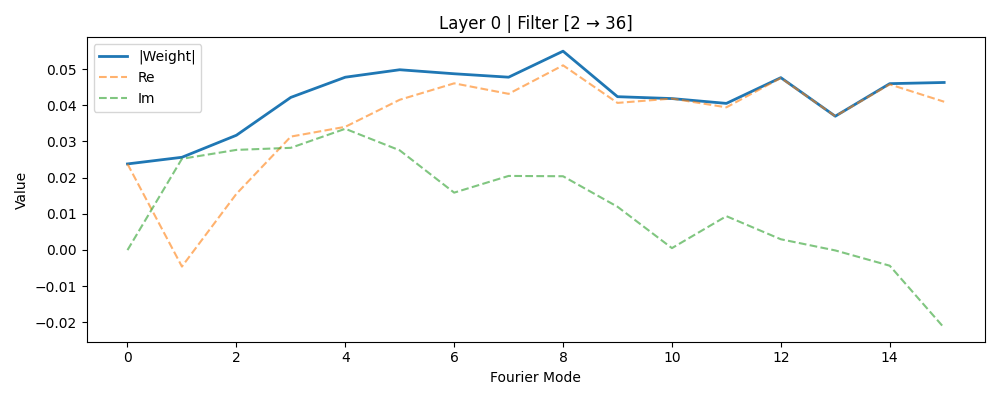 Layer 0 | Filter [2 → 36]
|Weight|
Re
Im
0.05
0.04
0.03
0.02
0.01
0.00
−0.01
−0.02
Value
0 2 4 6 8 10 12 14
Fourier Mode